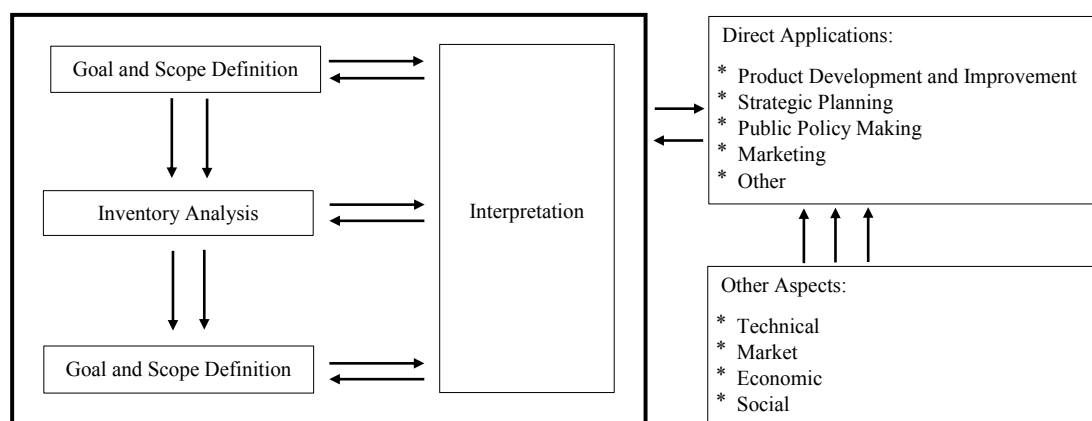 Goal and Scope Definition
Inventory Analysis
Goal and Scope Definition
Interpretation
Direct Applications:
* Product Development and Improvement
* Strategic Planning
* Public Policy Making
* Marketing
* Other
Other Aspects:
* Technical
* Market
* Economic
* Social